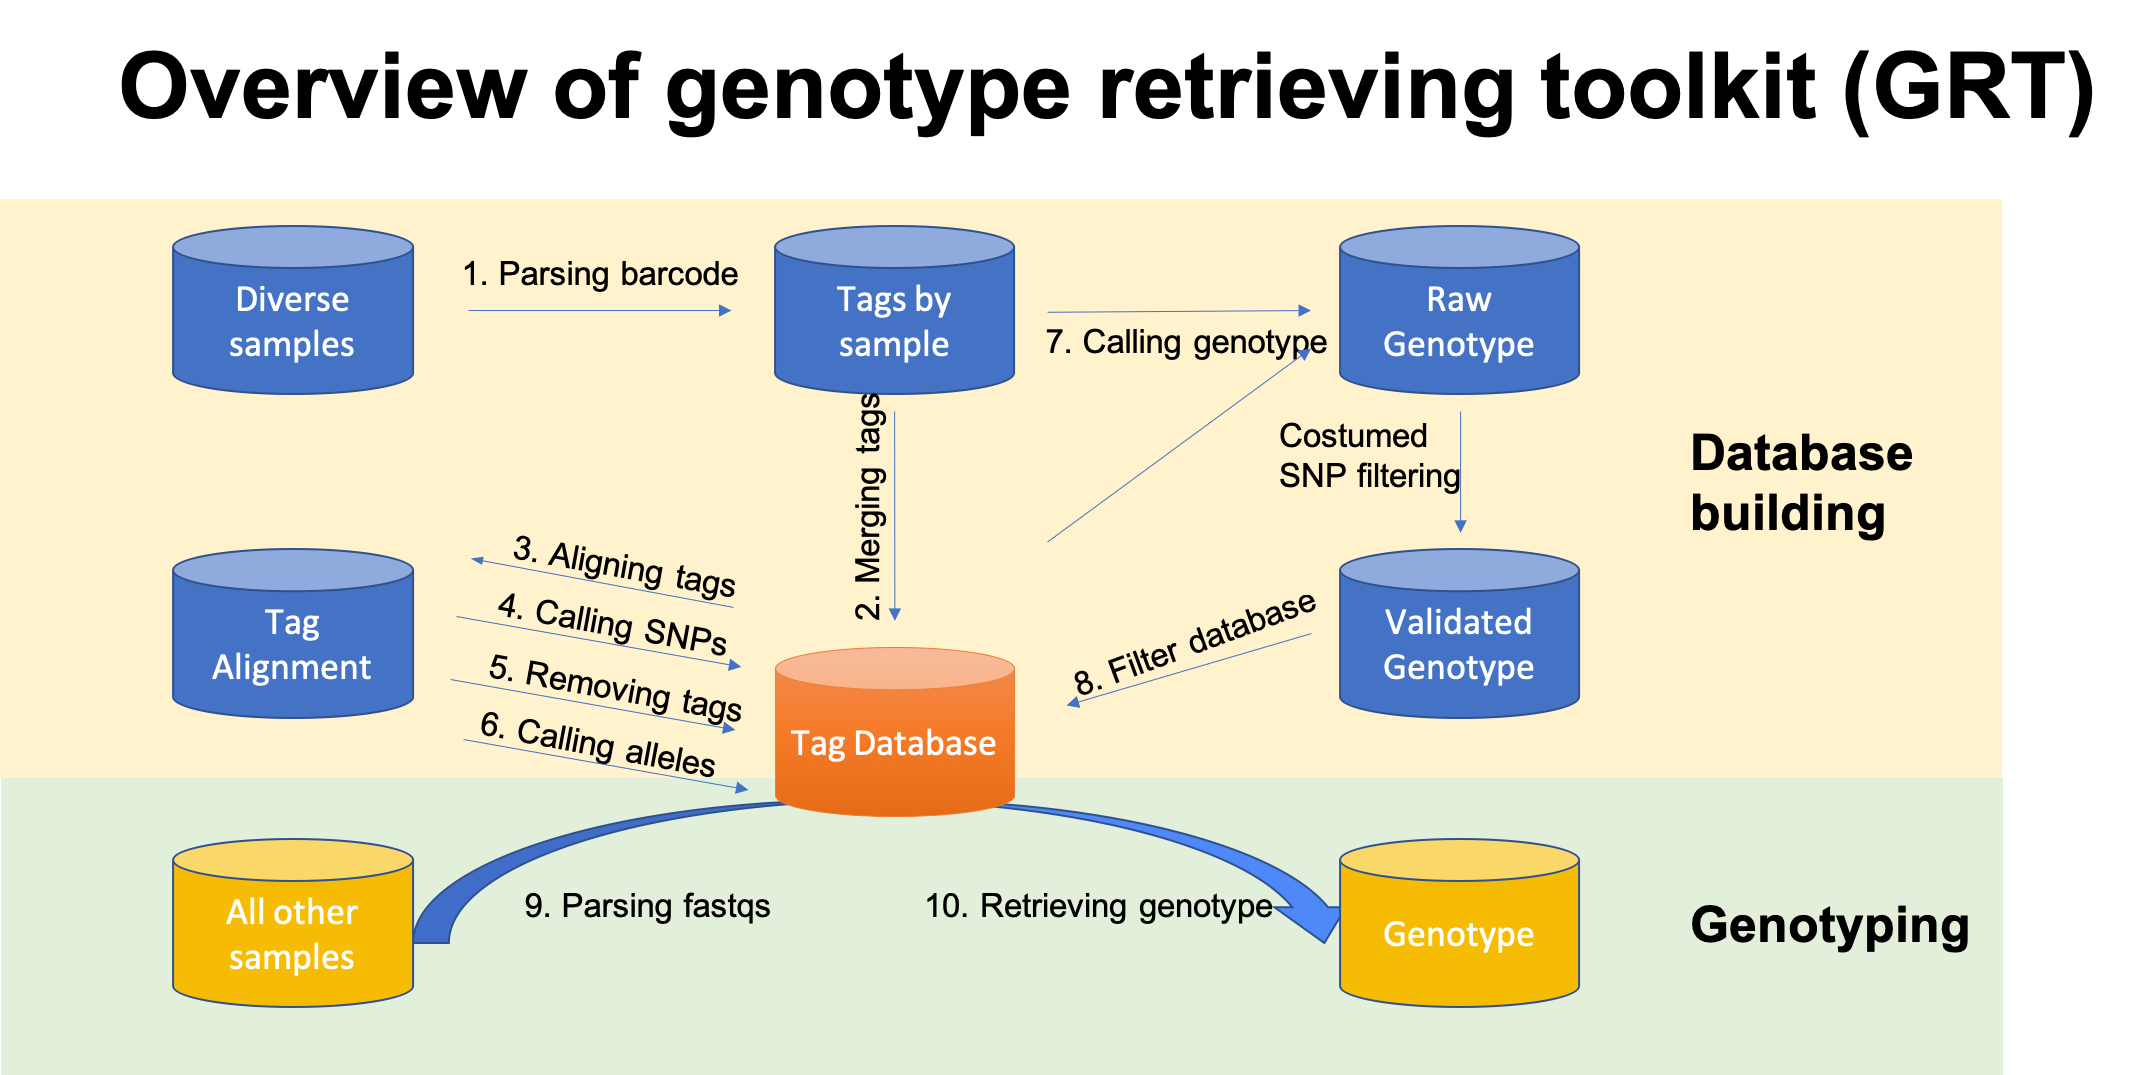 Overview of genotype retrieving toolkit (GRT)
Diverse
samples
1. Parsing barcode
Tags by
sample
7. Calling genotype
Raw
Genotype
2. Merging tags
Costumed
SNP filtering
Database
building
Tag
Alignment
3. Aligning tags
4. Calling SNPs
5. Removing tags
6. Calling alleles
Tag Database
8. Filter database
Validated
Genotype
All other
samples
9. Parsing fastqs
10. Retrieving genotype
Genotype
Genotyping